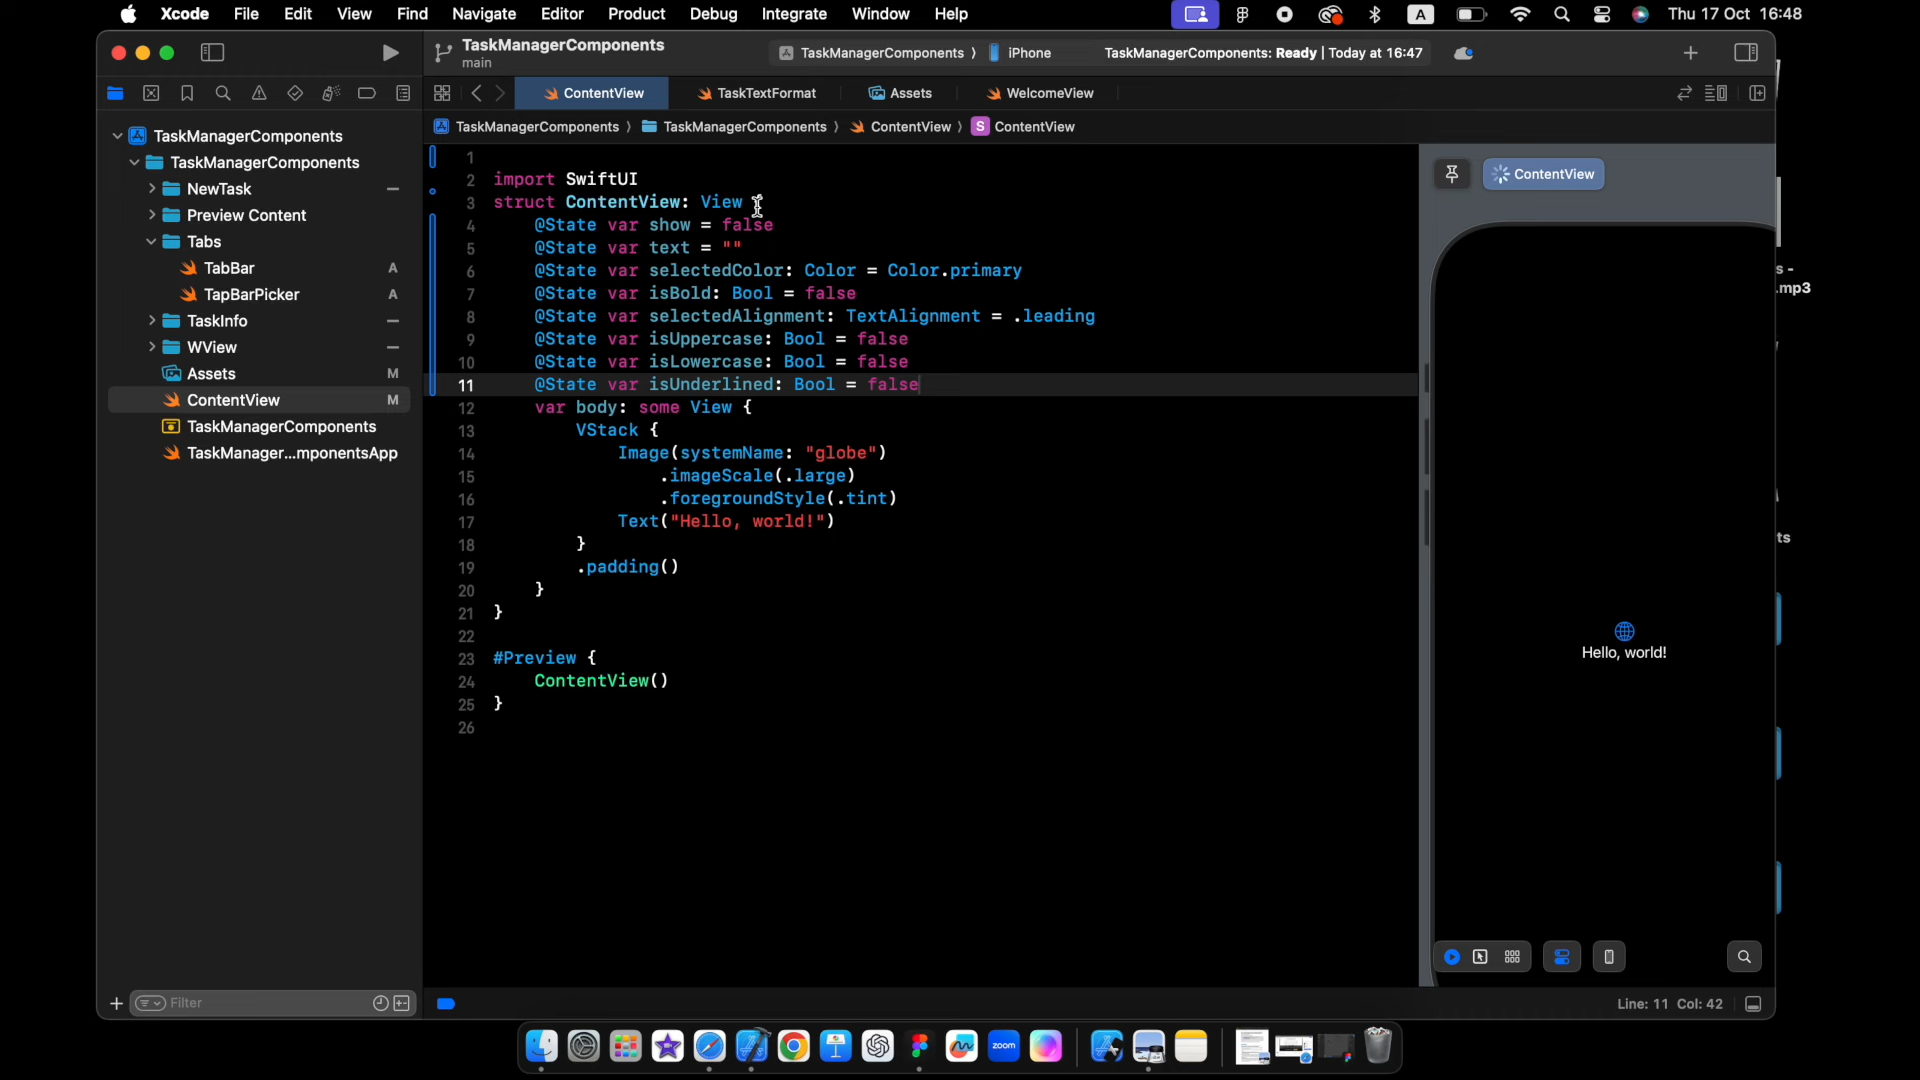 Xcode File Edit View Find Navigate Editor Product Debug Integrate Window Help A Thu 17 Oct 16:48
TaskManagerComponents
main
TaskManagerComponents 〉 iPhone TaskManagerComponents: Ready | Today at 16:47
ContentView TaskTextFormat Assets WelcomeView
TaskManagerComponents 〉 TaskManagerComponents 〉 ContentView 〉 S ContentView
TaskManagerComponents
TaskManagerComponents
NewTask
Preview Content
Tabs
TabBar A
TapBarPicker A
TaskInfo
WView
Assets M
ContentView M
TaskManagerComponents
TaskManager...mponentsApp
Filter
1
2 import SwiftUI
3 struct ContentView: View {
4 @State var show = false
5 @State var text = ""
6 @State var selectedColor: Color = Color.primary
7 @State var isBold: Bool = false
8 @State var selectedAlignment: TextAlignment = .leading
9 @State var isUppercase: Bool = false
10 @State var isLowercase: Bool = false
11 @State var isUnderlined: Bool = false
12 var body: some View {
13 VStack {
14 Image(systemName: "globe")
15 .imageScale(.large)
16 .foregroundStyle(.tint)
17 Text("Hello, world!")
18 }
19 .padding()
20 }
21 }
22
23 #Preview {
24 ContentView()
25 }
26
ContentView
Hello, world!
s -
.mp3
ts
Line: 11 Col: 42
zoom